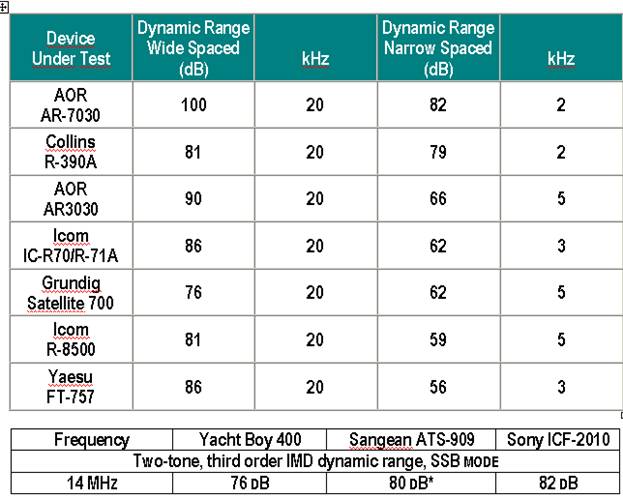 Device Under Test | Dynamic Range Wide Spaced (dB) | kHz | Dynamic Range Narrow Spaced (dB) | kHz
AOR AR-7030 | 100 | 20 | 82 | 2
Collins R-390A | 81 | 20 | 79 | 2
AOR AR3030 | 90 | 20 | 66 | 5
Icom IC-R70/R-71A | 86 | 20 | 62 | 3
Grundig Satellite 700 | 76 | 20 | 62 | 5
Icom R-8500 | 81 | 20 | 59 | 5
Yaesu FT-757 | 86 | 20 | 56 | 3
Frequency | Yacht Boy 400 | Sangean ATS-909 | Sony ICF-2010
Two-tone, third order IMD dynamic range, SSB MODE
14 MHz | 76 DB | 80 DB* | 82 DB